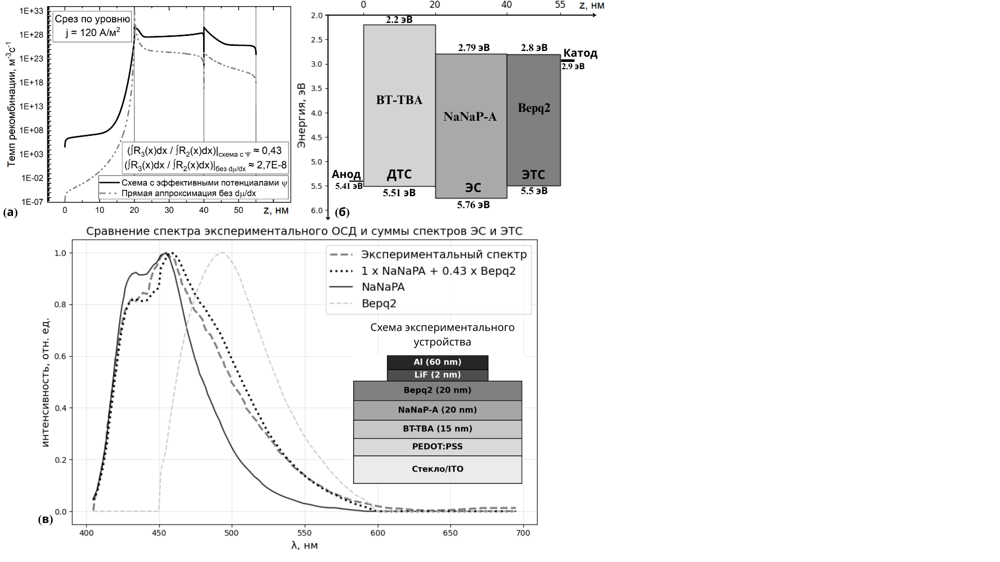 1E+33
1E+28
1E+23
1E+18
1E+13
1E+08
1E+03
1E-02
1E-07
Темп рекомбинации, м⁻³с⁻¹
Срез по уровню
j = 120 А/м²
(∫R₃(x)dx / ∫R₂(x)dx)|схема с Ψ ≈ 0,43
(∫R₃(x)dx / ∫R₂(x)dx)|без dμ/dx ≈ 2,7E-8
Схема с эффективными потенциалами ψ
Прямая аппроксимация без dμ/dx
0 10 20 30 40 50 z, нм
(а)
0 20 40 55 z, нм
2.0
2.5
3.0
3.5
4.0
4.5
5.0
5.5
6.0
Энергия, эВ
2.2 эВ
2.79 эВ
2.8 эВ
Катод
2.9 эВ
BT-TBA
NaNaP-A
Bepq2
Анод
5.41 эВ
ДТС
ЭС
ЭТС
5.51 эВ
5.76 эВ
5.5 эВ
(б)
Сравнение спектра экспериментального ОСД и суммы спектров ЭС и ЭТС
1.0
0.8
0.6
0.4
0.2
0.0
интенсивность, отн. ед.
Экспериментальный спектр
1 x NaNaPA + 0.43 x Bepq2
NaNaPA
Bepq2
Схема экспериментального
устройства
Al (60 nm)
LiF (2 nm)
Bepq2 (20 nm)
NaNaP-A (20 nm)
BT-TBA (15 nm)
PEDOT:PSS
Стекло/ITO
(в)
400 450 500 550 600 650 700
λ, нм